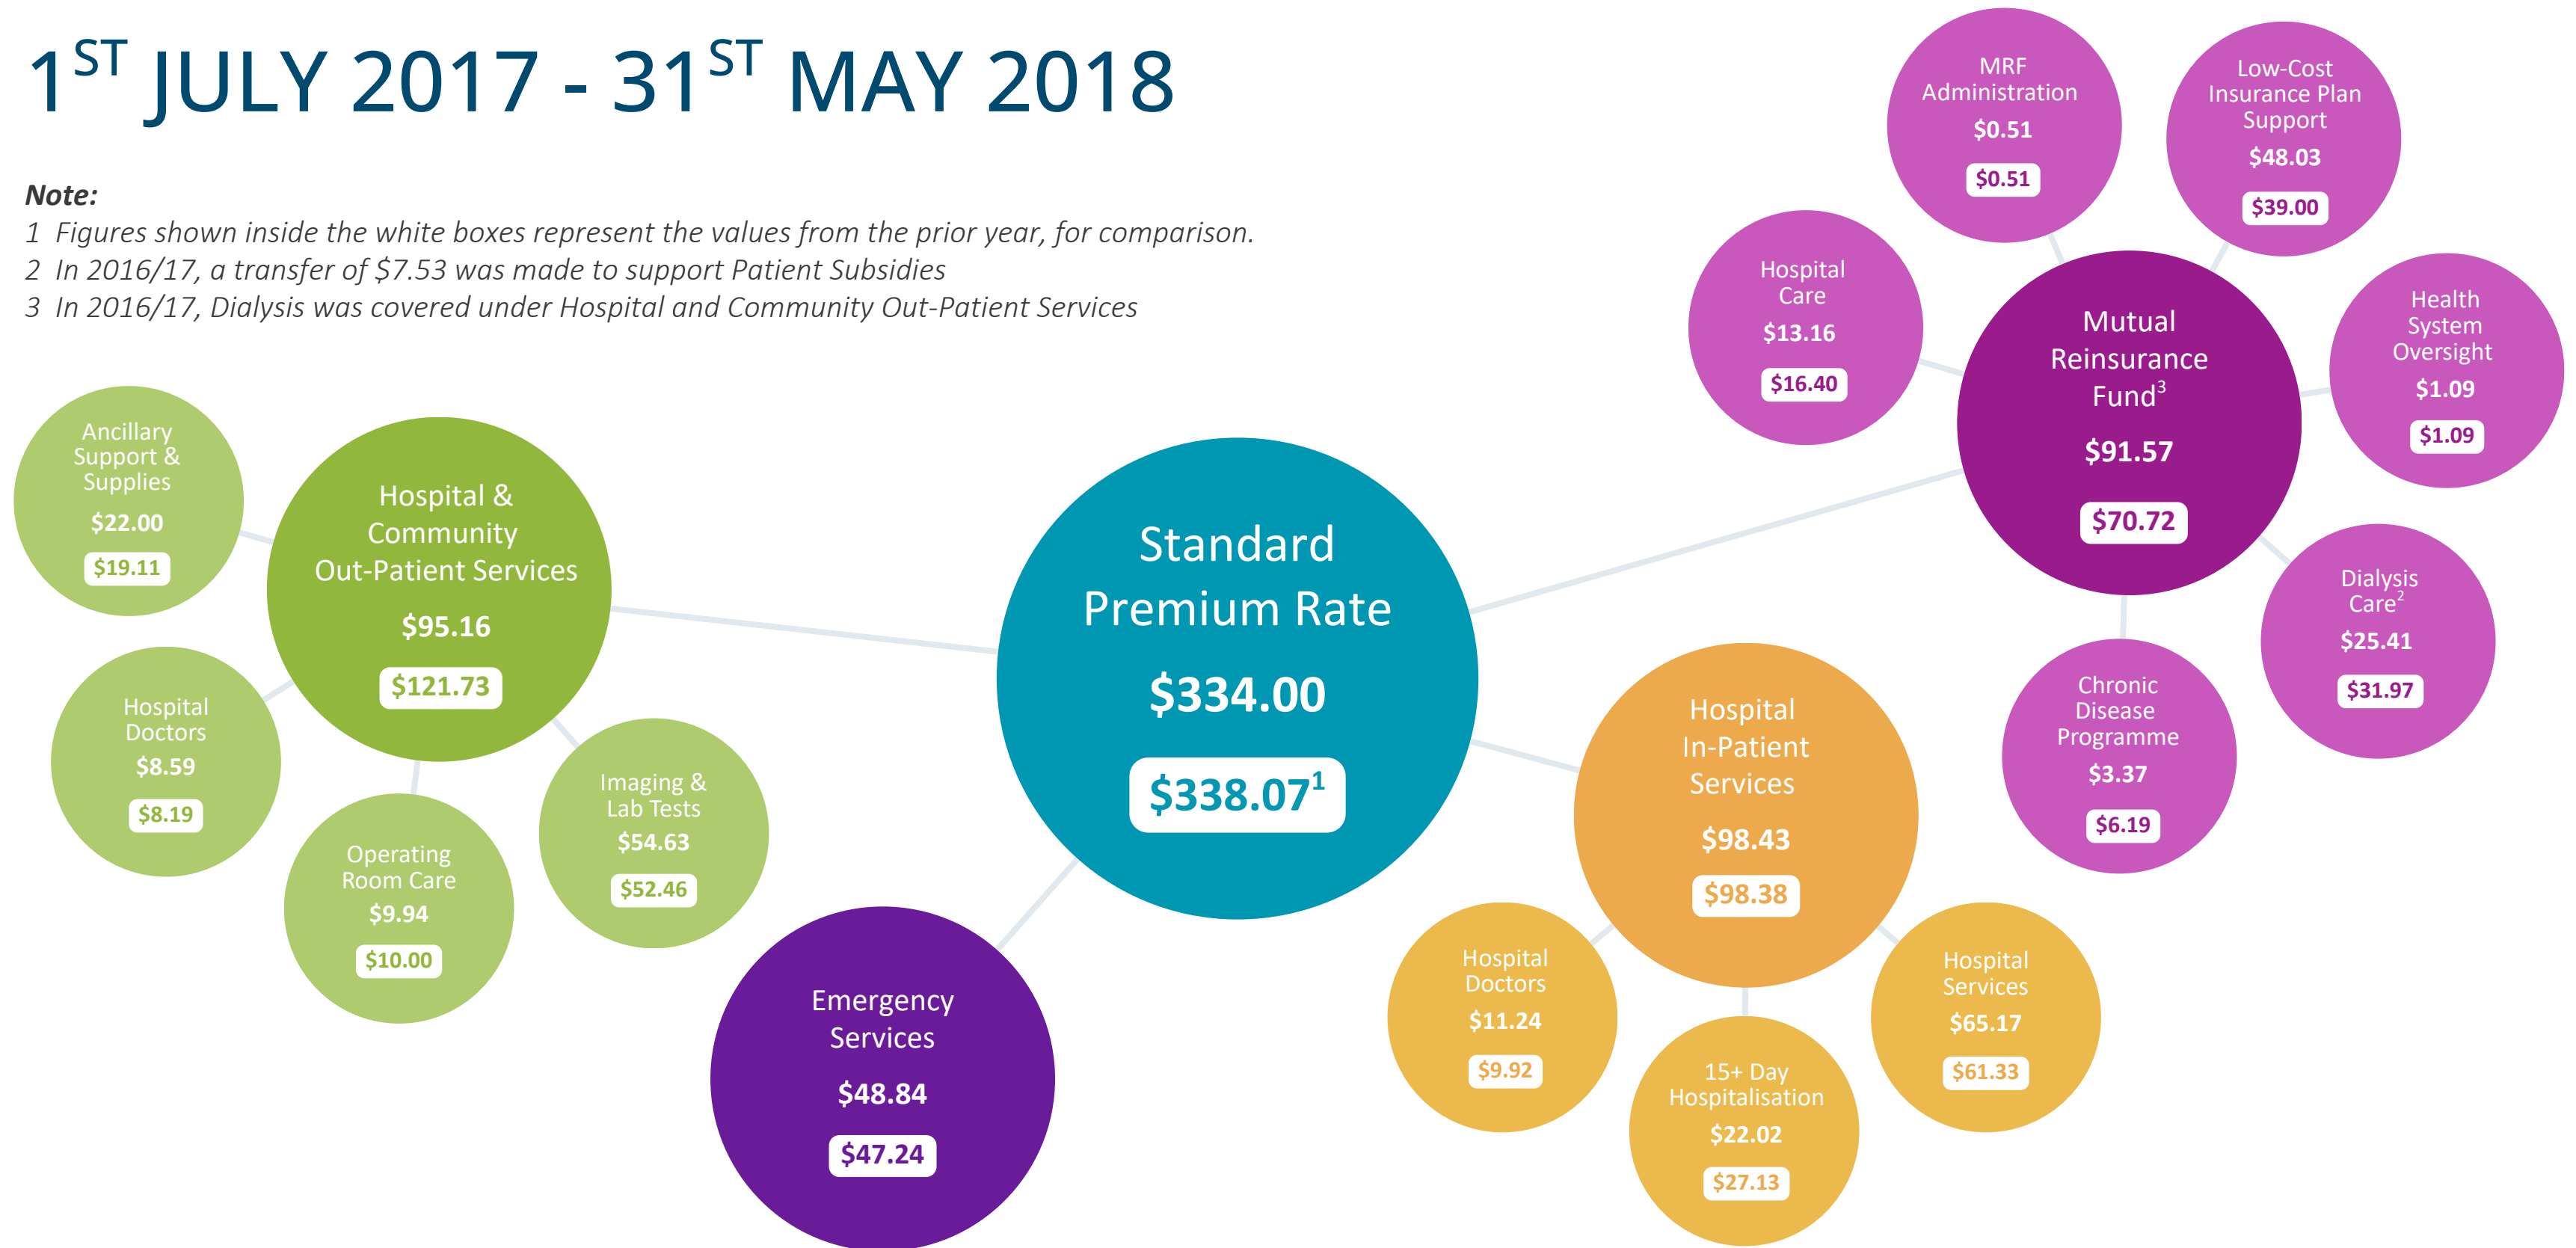 1ST JULY 2017 - 31ST MAY 2018
Note:
1 Figures shown inside the white boxes represent the values from the prior year, for comparison.
2 In 2016/17, a transfer of $7.53 was made to support Patient Subsidies
3 In 2016/17, Dialysis was covered under Hospital and Community Out-Patient Services
Ancillary
Support &
Supplies
$22.00
$19.11
Hospital &
Community
Out-Patient Services
$95.16
$121.73
Hospital
Doctors
$8.59
$8.19
Operating
Room Care
$9.94
$10.00
Imaging &
Lab Tests
$54.63
$52.46
Emergency
Services
$48.84
$47.24
Standard
Premium Rate
$334.00
$338.07¹
MRF
Administration
$0.51
$0.51
Low-Cost
Insurance Plan
Support
$48.03
$39.00
Hospital
Care
$13.16
$16.40
Mutual
Reinsurance
Fund³
$91.57
$70.72
Health
System
Oversight
$1.09
$1.09
Dialysis
Care²
$25.41
$31.97
Chronic
Disease
Programme
$3.37
$6.19
Hospital
In-Patient
Services
$98.43
$98.38
Hospital
Doctors
$11.24
$9.92
15+ Day
Hospitalisation
$22.02
$27.13
Hospital
Services
$65.17
$61.33